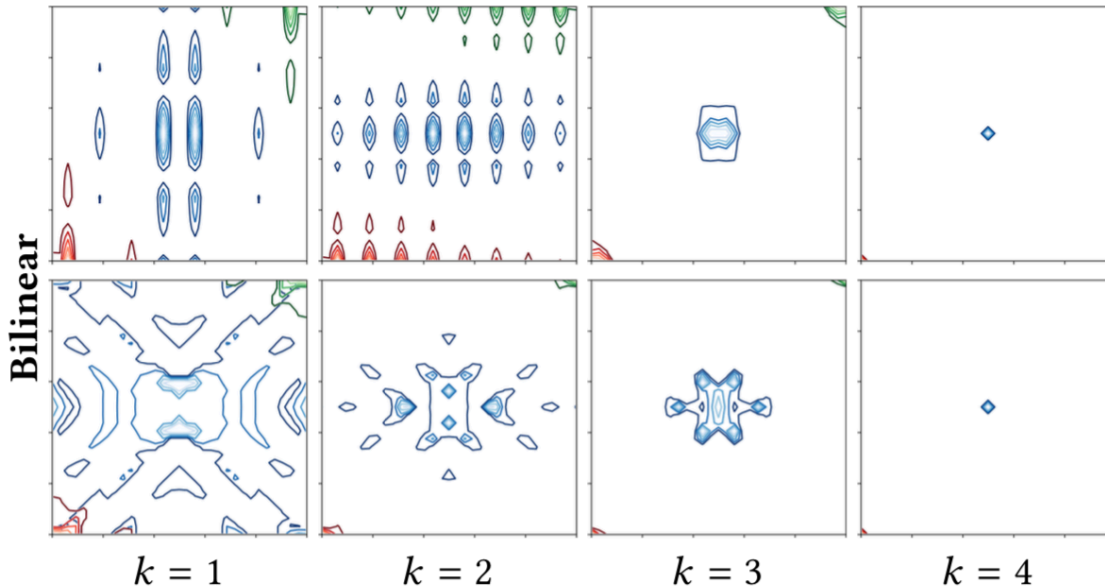 Bilinear
k = 1
k = 2
k = 3
k = 4